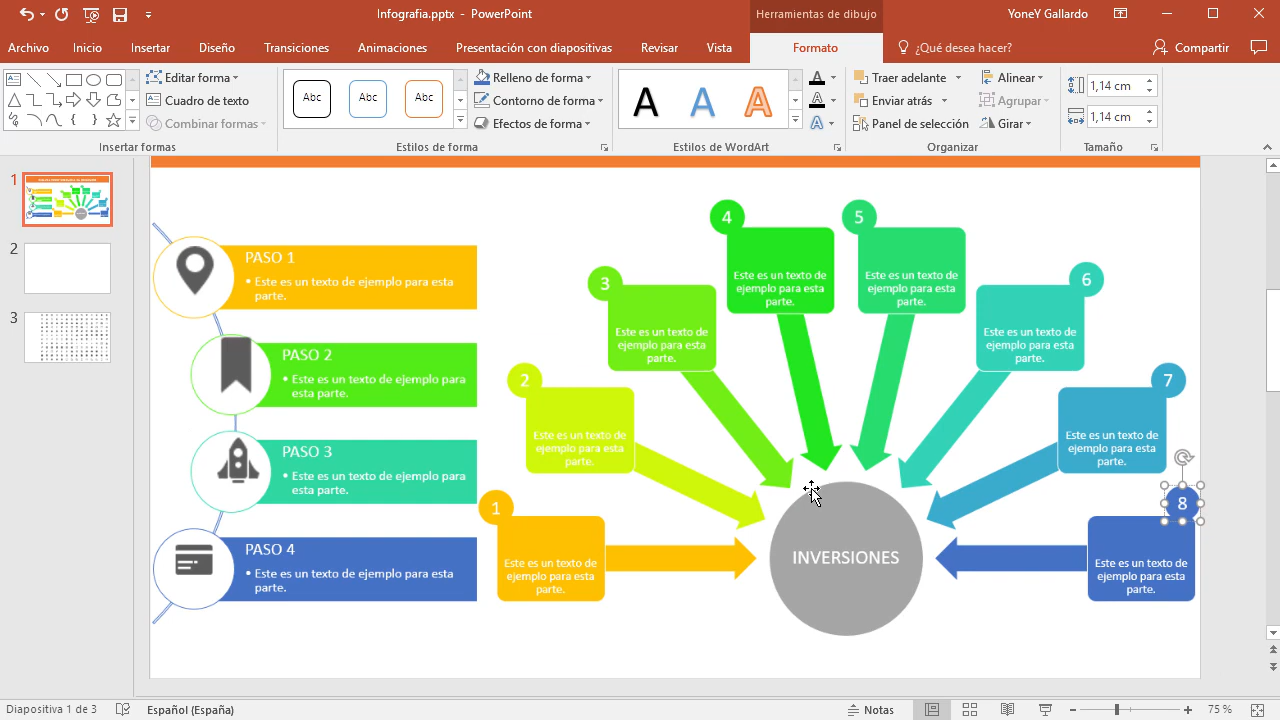 Infografia.pptx - PowerPoint
Herramientas de dibujo
YoneY Gallardo
Archivo
Inicio
Insertar
Diseño
Transiciones
Animaciones
Presentación con diapositivas
Revisar
Vista
Formato
¿Qué desea hacer?
Compartir
Editar forma
Cuadro de texto
Combinar formas
Insertar formas
Abc
Abc
Abc
Relleno de forma
Contorno de forma
Efectos de forma
Estilos de forma
A
A
A
A
A
A
Estilos de WordArt
Traer adelante
Enviar atrás
Panel de selección
Alinear
Agrupar
Girar
Organizar
1,14 cm
1,14 cm
Tamaño
1
2
3
PASO 1
• Este es un texto de ejemplo para esta
parte.
PASO 2
• Este es un texto de ejemplo para
esta parte.
PASO 3
• Este es un texto de ejemplo para
esta parte.
PASO 4
• Este es un texto de ejemplo para esta
parte.
1
Este es un texto de
ejemplo para esta
parte.
2
Este es un texto de
ejemplo para esta
parte.
3
Este es un texto de
ejemplo para esta
parte.
4
Este es un texto de
ejemplo para esta
parte.
5
Este es un texto de
ejemplo para esta
parte.
6
Este es un texto de
ejemplo para esta
parte.
7
Este es un texto de
ejemplo para esta
parte.
8
Este es un texto de
ejemplo para esta
parte.
INVERSIONES
Diapositiva 1 de 3
Español (España)
Notas
75 %